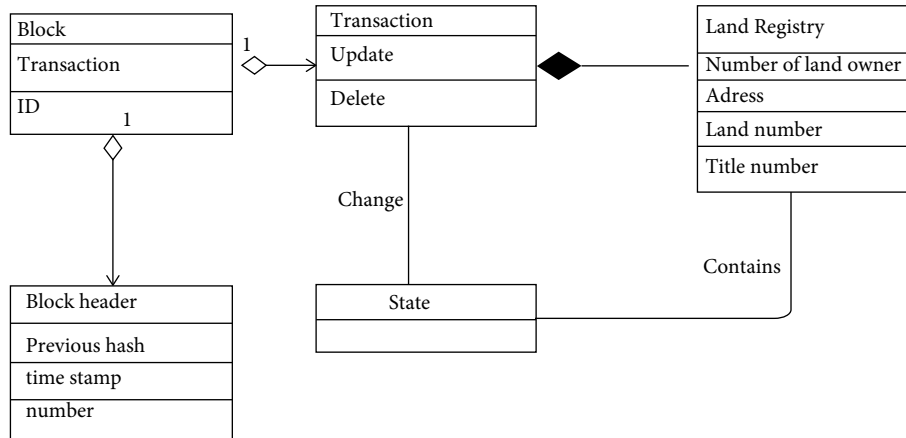 Block
Transaction
ID
1
1
Transaction
Update
Delete
Land Registry
Number of land owner
Adress
Land number
Title number
Change
Contains
Block header
Previous hash
time stamp
number
State